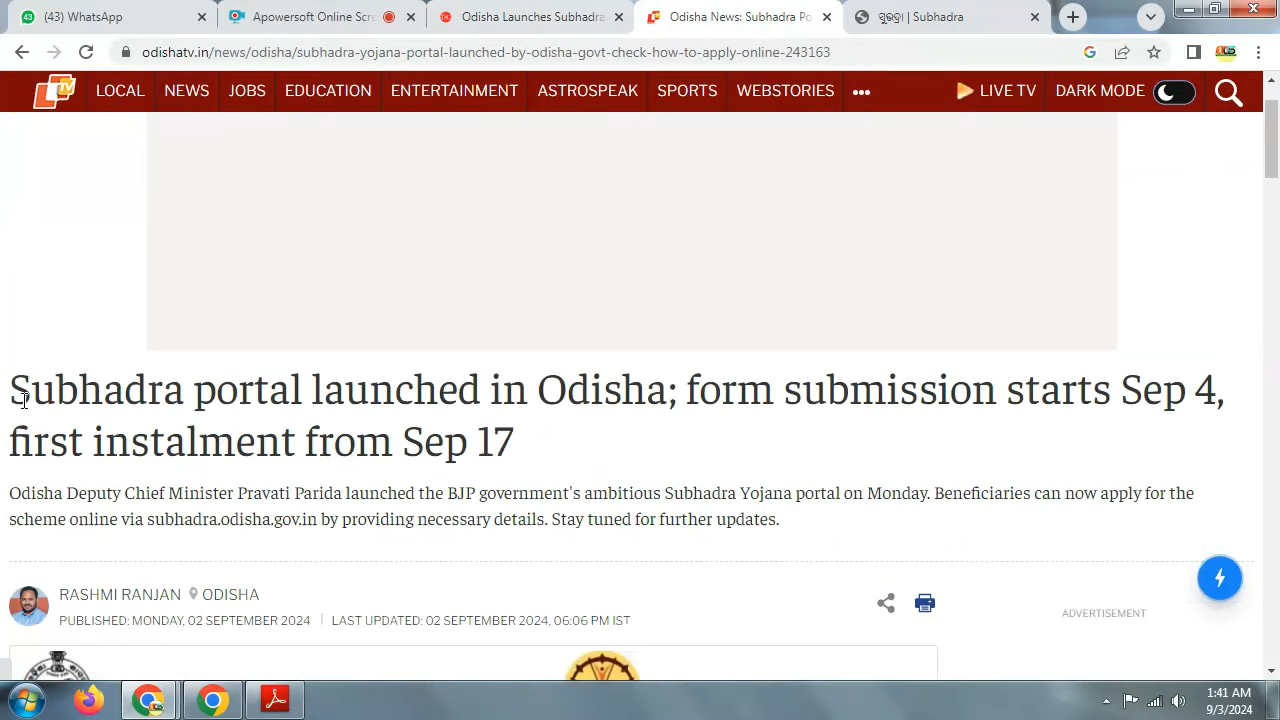 (43) WhatsApp
Apowersoft Online Scre
Odisha Launched Subhadra
Odisha News: Subhadra Po
ସୁଭଦ୍ରା | Subhadra
odishatv.in/news/odisha/subhadra-yojana-portal-launched-by-odisha-govt-check-how-to-apply-online-243163
LOCAL NEWS JOBS EDUCATION ENTERTAINMENT ASTROSPEAK SPORTS WEBSTORIES ••• LIVE TV DARK MODE
Subhadra portal launched in Odisha; form submission starts Sep 4,
first instalment from Sep 17
Odisha Deputy Chief Minister Pravati Parida launched the BJP government's ambitious Subhadra Yojana portal on Monday. Beneficiaries can now apply for the
scheme online via subhadra.odisha.gov.in by providing necessary details. Stay tuned for further updates.
RASHMI RANJAN ODISHA
PUBLISHED: MONDAY, 02 SEPTEMBER 2024 | LAST UPDATED: 02 SEPTEMBER 2024, 06:06 PM IST
ADVERTISEMENT
1:41 AM
9/3/2024